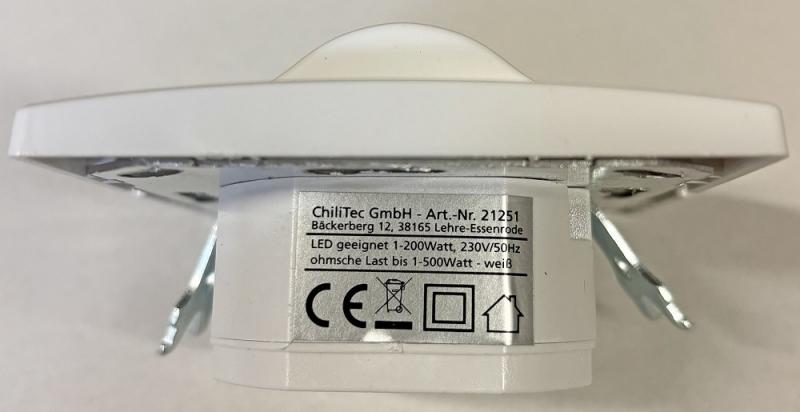 ChiliTec GmbH - Art.-Nr. 21251
Bäckerberg 12, 38165 Lehre-Essenrode
LED geeignet 1-200Watt, 230V/50Hz
ohmsche Last bis 1-500Watt - weiß
CE